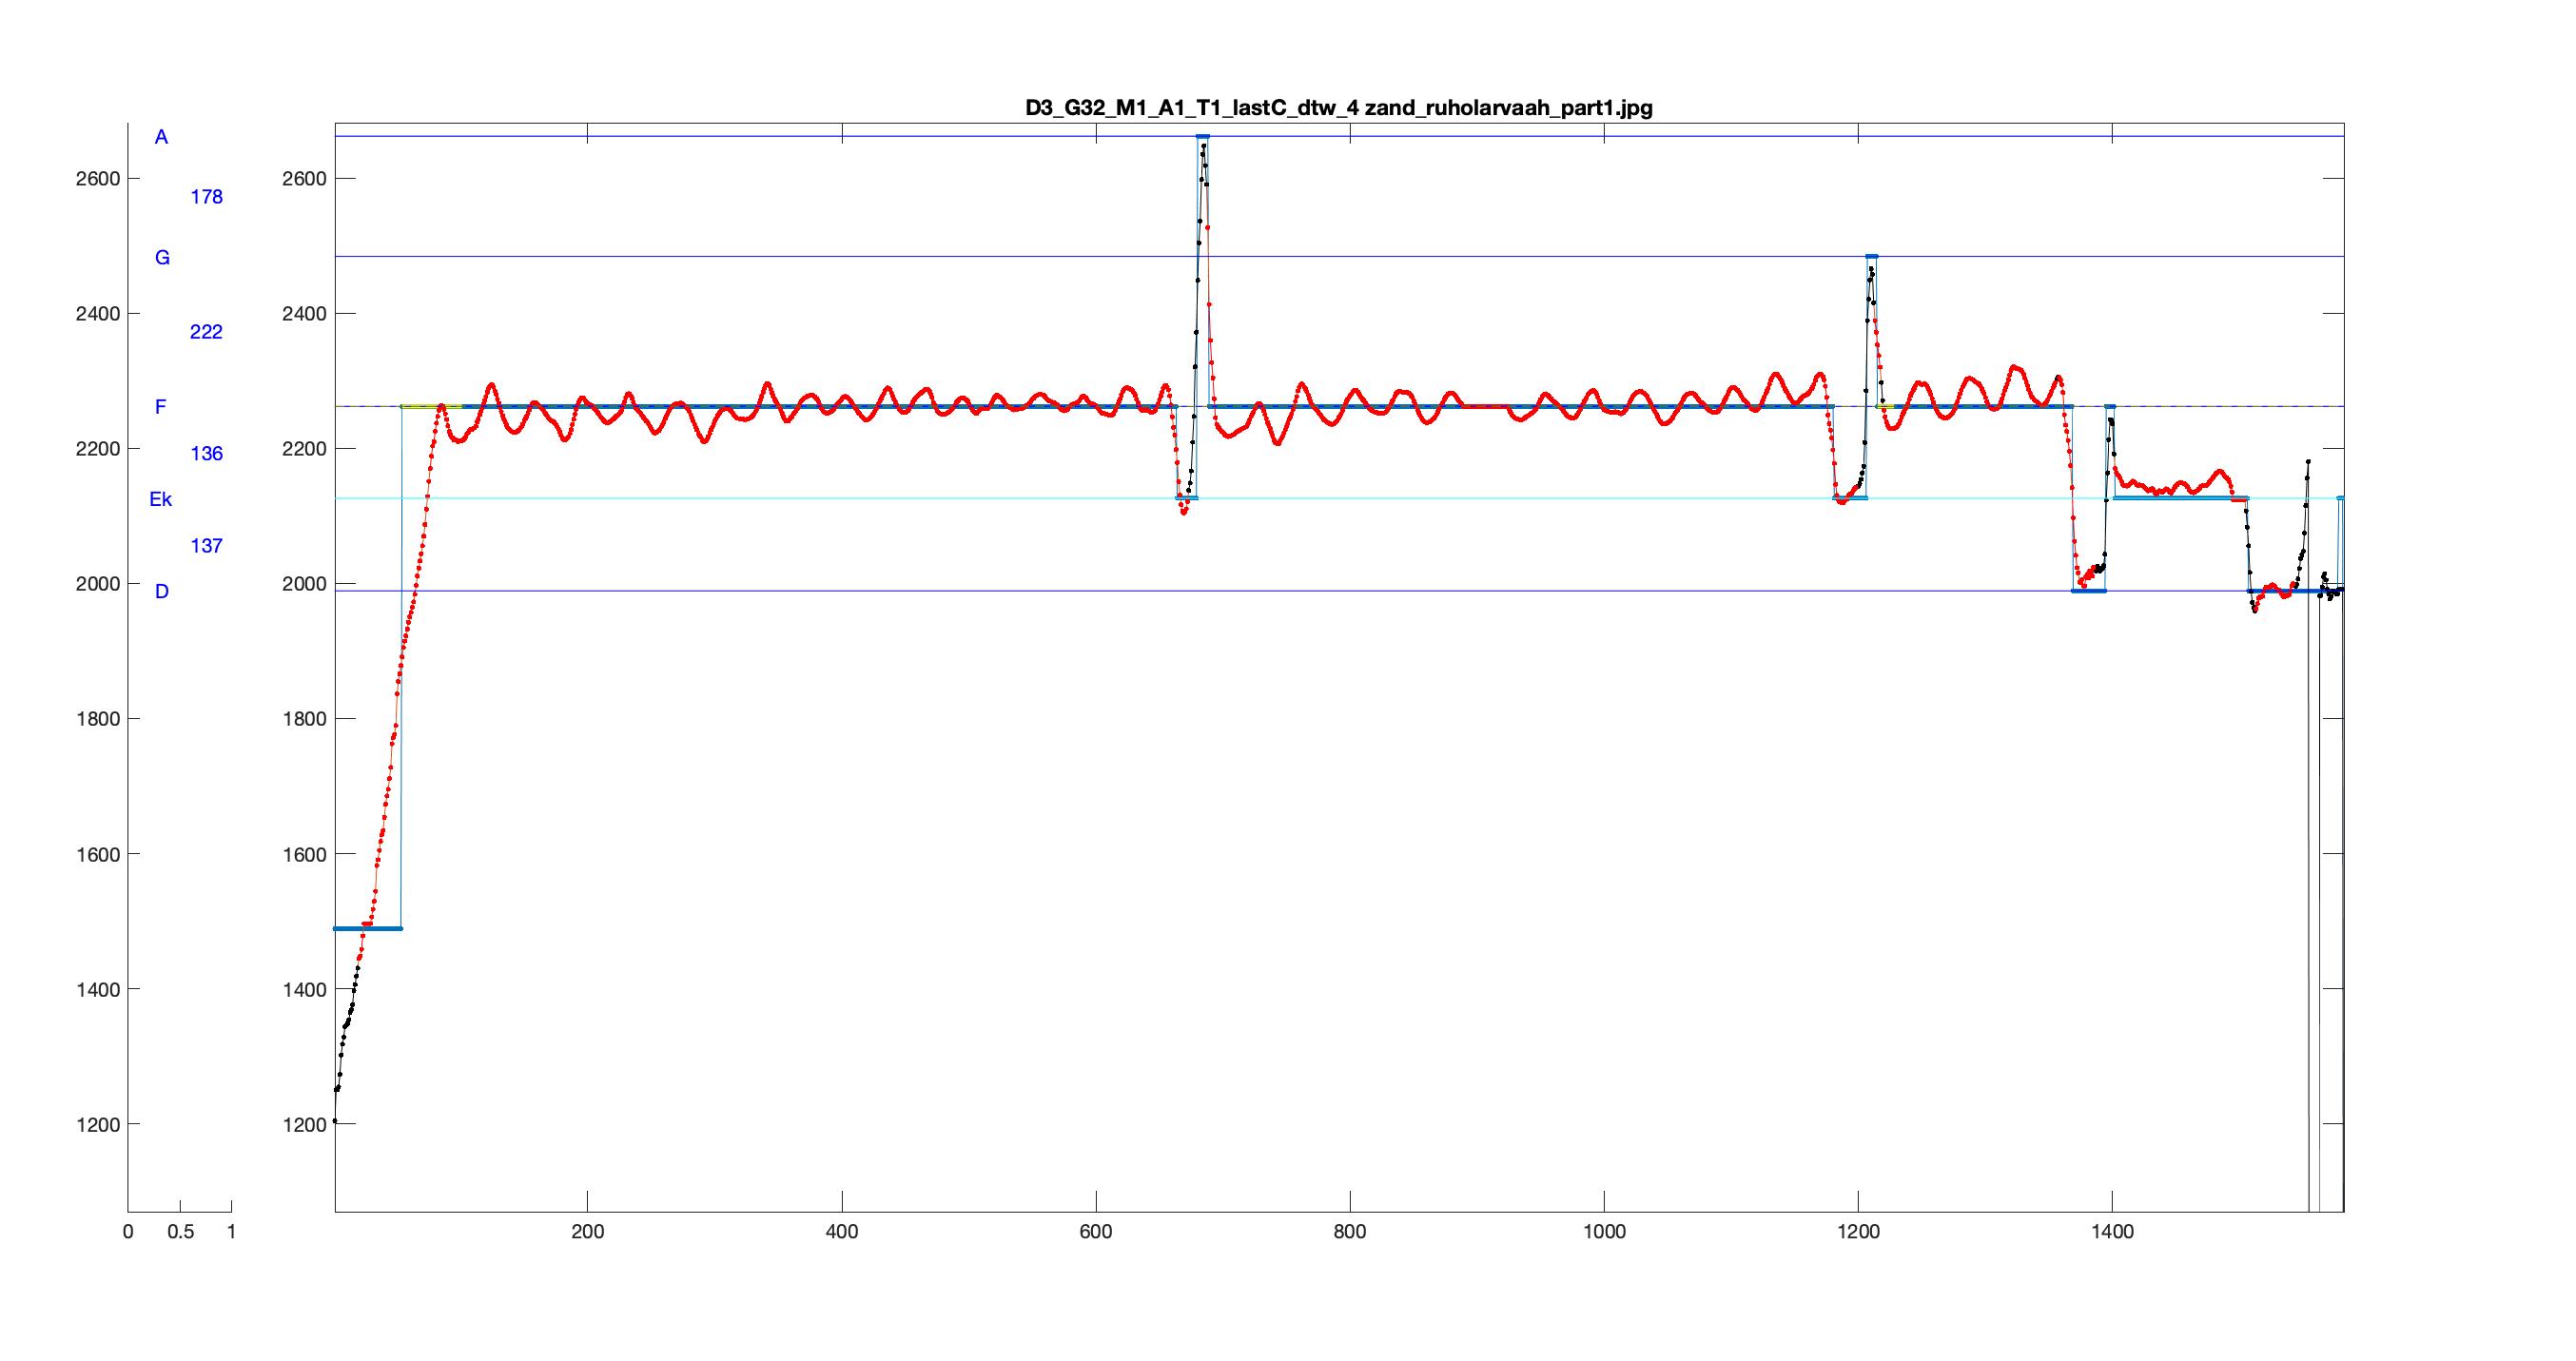 D3_G32_M1_A1_T1_lastC_dtw_4 zand_ruholarvaah_part1.jpg
A
2600 178 2600
G
2400 222 2400
F
2200 136 2200
Ek
137
2000 D 2000
1800 1800
1600 1600
1400 1400
1200 1200
0 0.5 1 200 400 600 800 1000 1200 1400